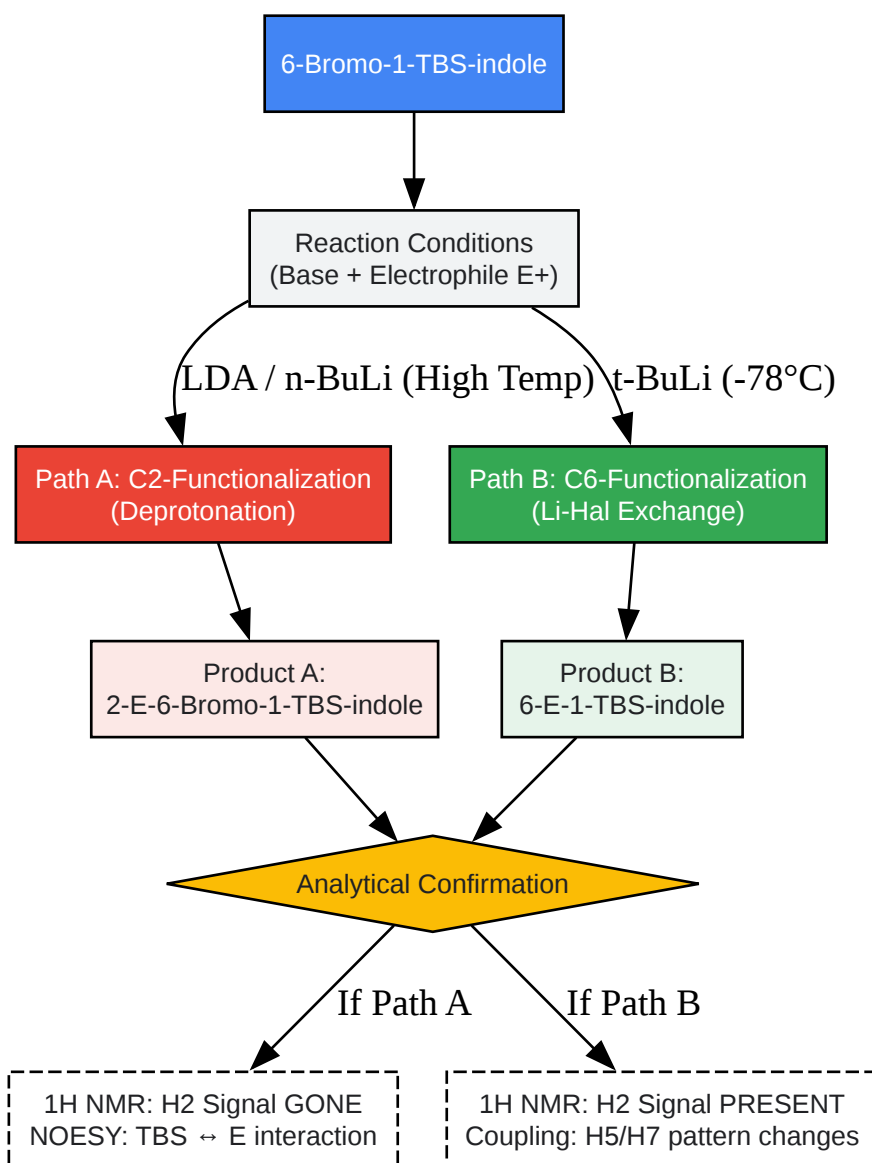 6-Bromo-1-TBS-indole
Reaction Conditions
(Base + Electrophile E+)
LDA / n-BuLi (High Temp)
t-BuLi (-78°C)
Path A: C2-Functionalization
(Deprotonation)
Path B: C6-Functionalization
(Li-Hal Exchange)
Product A:
2-E-6-Bromo-1-TBS-indole
Product B:
6-E-1-TBS-indole
Analytical Confirmation
If Path A
If Path B
1H NMR: H2 Signal GONE
NOESY: TBS ↔ E interaction
1H NMR: H2 Signal PRESENT
Coupling: H5/H7 pattern changes